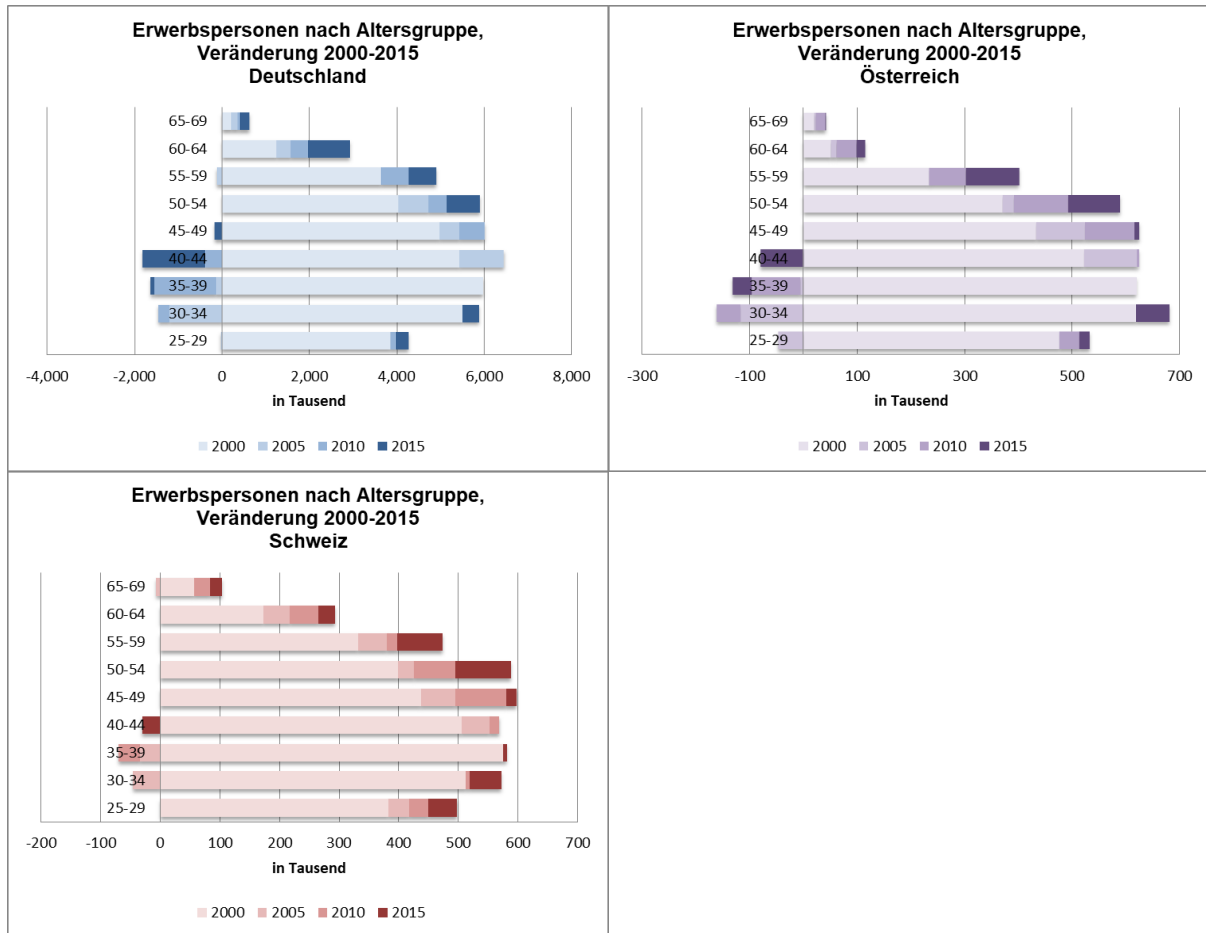 Erwerbspersonen nach Altersgruppe,
Veränderung 2000-2015
Deutschland
65-69
60-64
55-59
50-54
45-49
40-44
35-39
30-34
25-29
-4,000 -2,000 0 2,000 4,000 6,000 8,000
in Tausend
2000 2005 2010 2015
Erwerbspersonen nach Altersgruppe,
Veränderung 2000-2015
Österreich
65-69
60-64
55-59
50-54
45-49
40-44
35-39
30-34
25-29
-300 -100 100 300 500 700
in Tausend
2000 2005 2010 2015
Erwerbspersonen nach Altersgruppe,
Veränderung 2000-2015
Schweiz
65-69
60-64
55-59
50-54
45-49
40-44
35-39
30-34
25-29
-200 -100 0 100 200 300 400 500 600 700
in Tausend
2000 2005 2010 2015